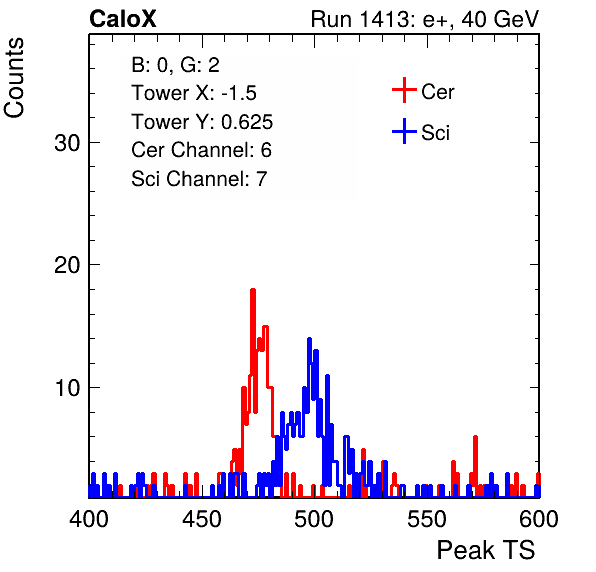 CaloX Run 1413: e+, 40 GeV
Counts
B: 0, G: 2
Tower X: -1.5
Tower Y: 0.625
Cer Channel: 6
Sci Channel: 7
Cer
Sci
30
20
10
400 450 500 550 600
Peak TS